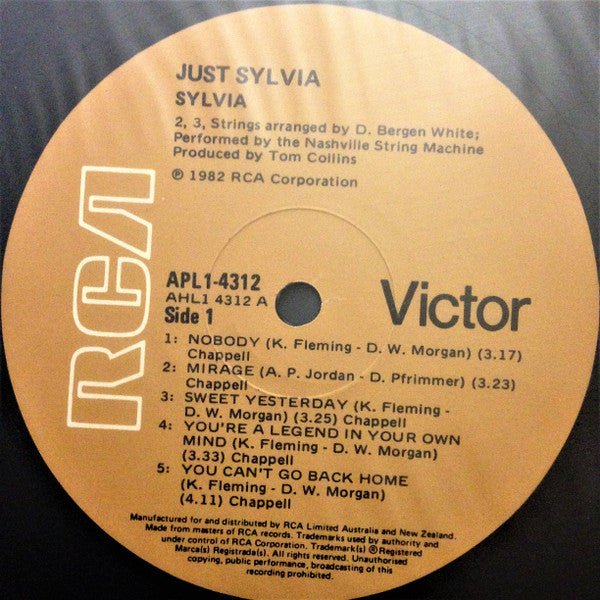 JUST SYLVIA
SYLVIA
2, 3, Strings arranged by D. Bergen White;
Performed by the Nashville String Machine
Produced by Tom Collins
℗ 1982 RCA Corporation
RCA
APL1-4312
AHL1 4312 A
Side 1
Victor
1: NOBODY (K. Fleming - D. W. Morgan) (3.17)
Chappell
2: MIRAGE (A. P. Jordan - D. Pfrimmer) (3.23)
Chappell
3: SWEET YESTERDAY (K. Fleming -
D. W. Morgan) (3.25) Chappell
4: YOU'RE A LEGEND IN YOUR OWN
MIND (K. Fleming - D. W. Morgan)
(3.33) Chappell
5: YOU CAN'T GO BACK HOME
(K. Fleming - D. W. Morgan)
(4.11) Chappell
Manufactured for and distributed by RCA Limited Australia and New Zealand.
Made from masters of RCA records. Trademarks used by authority and
under control of RCA Corporation. Trademark(s) ® Registered
Marca(s) Registrada(s). All rights reserved. Unauthorised
copying, public performance, broadcasting of this
recording prohibited.